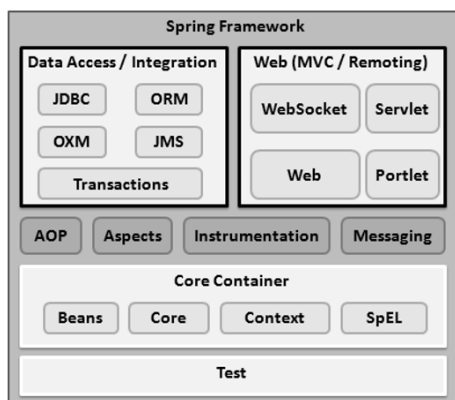 Spring Framework
Data Access / Integration
JDBC
ORM
OXM
JMS
Transactions
Web (MVC / Remoting)
WebSocket
Servlet
Web
Portlet
AOP
Aspects
Instrumentation
Messaging
Core Container
Beans
Core
Context
SpEL
Test